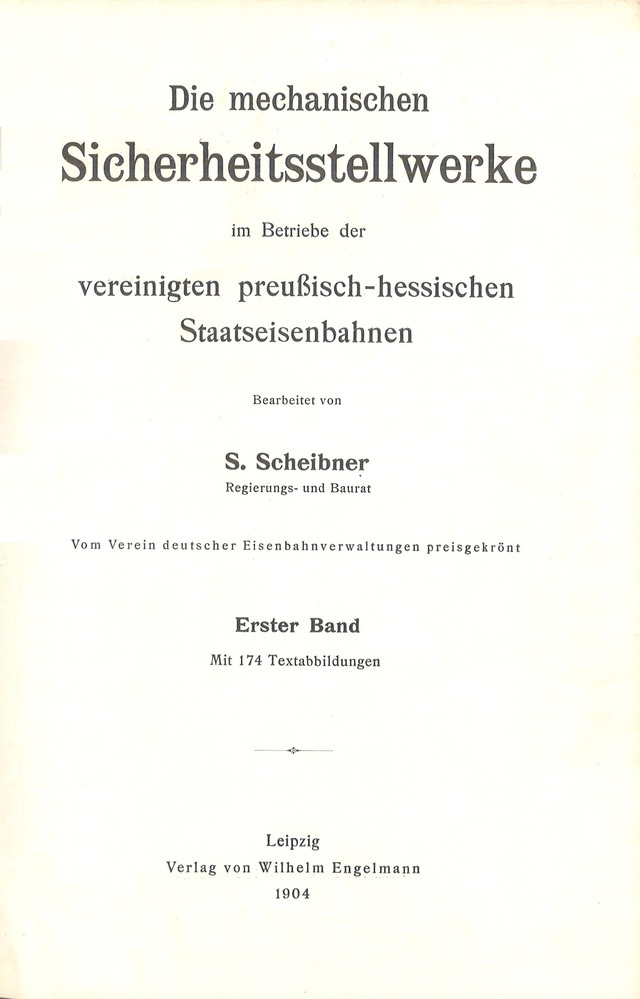 Die mechanischen
Sicherheitsstellwerke
im Betriebe der
vereinigten preußisch-hessischen
Staatseisenbahnen
Bearbeitet von
S. Scheibner
Regierungs- und Baurat
Vom Verein deutscher Eisenbahnverwaltungen preisgekrönt
Erster Band
Mit 174 Textabbildungen
Leipzig
Verlag von Wilhelm Engelmann
1904